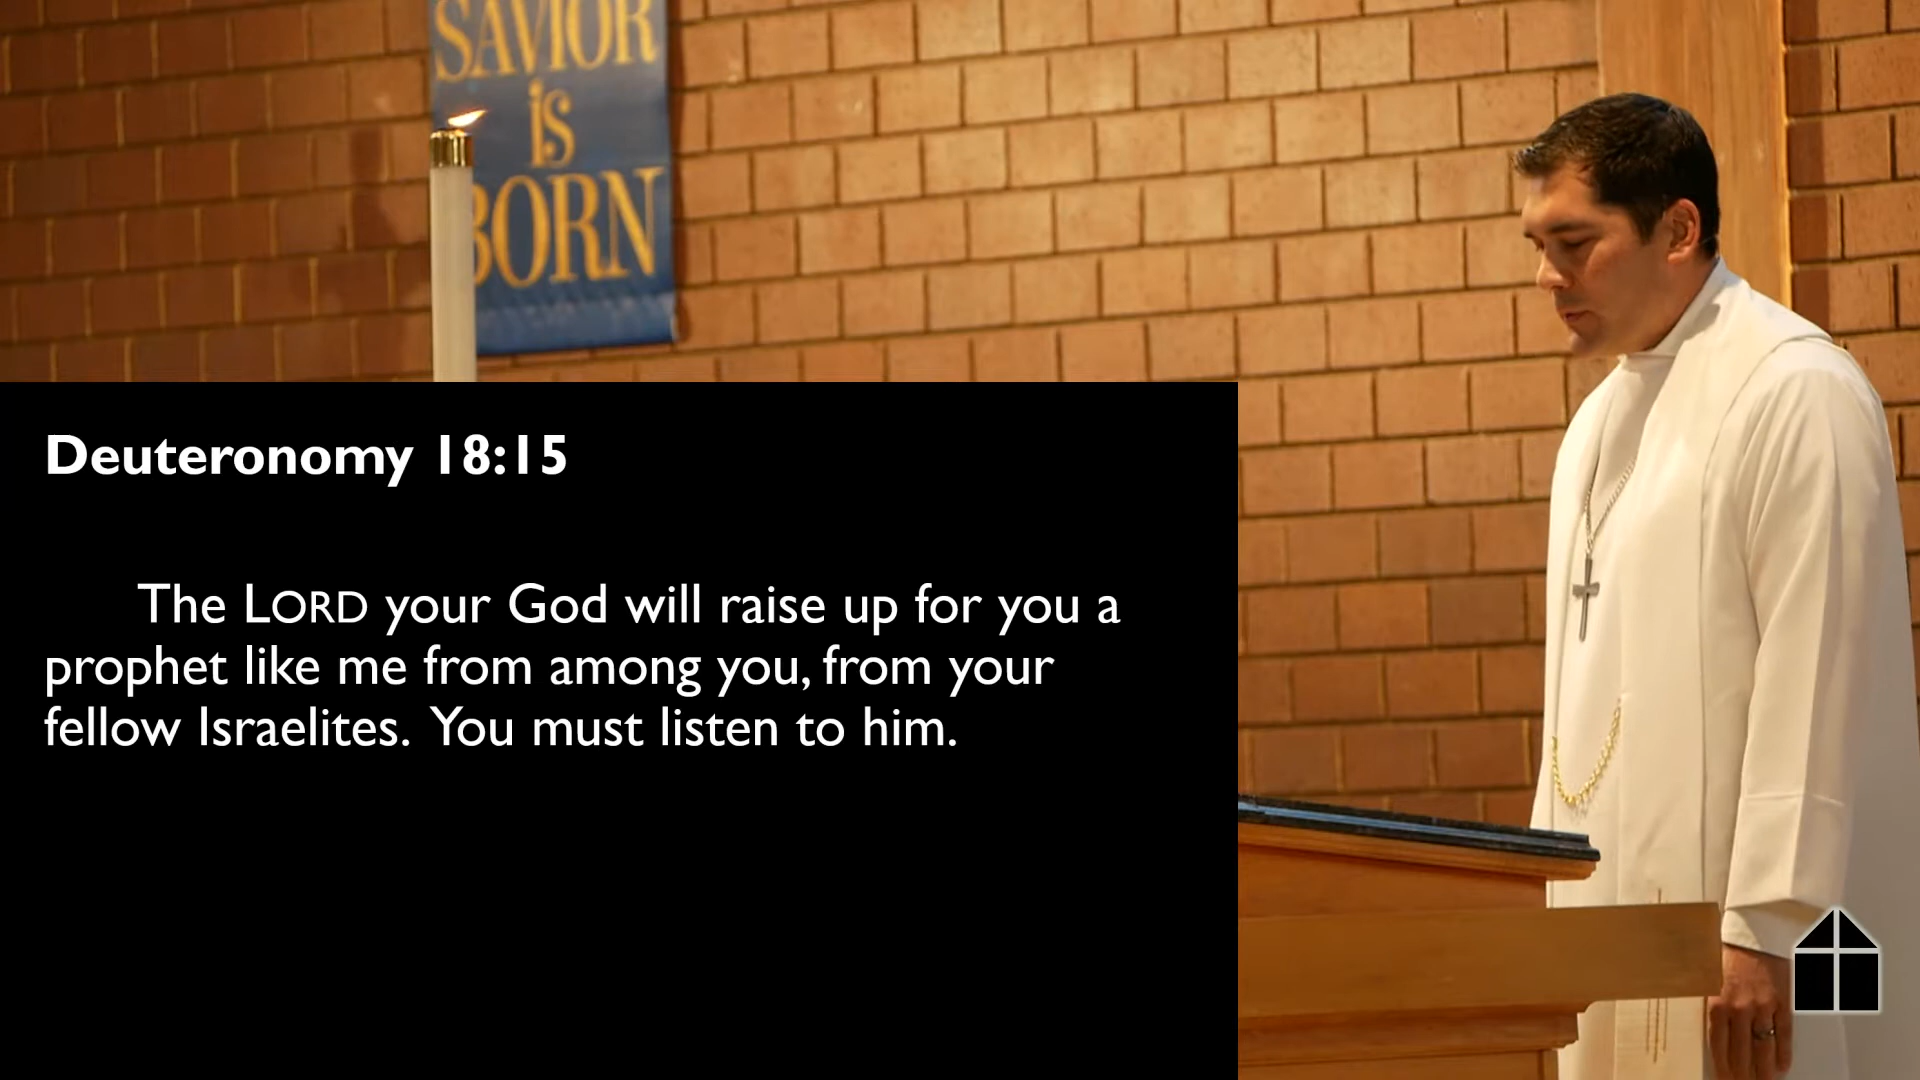 SAVIOR
is
BORN
Deuteronomy 18:15
The LORD your God will raise up for you a
prophet like me from among you, from your
fellow Israelites. You must listen to him.